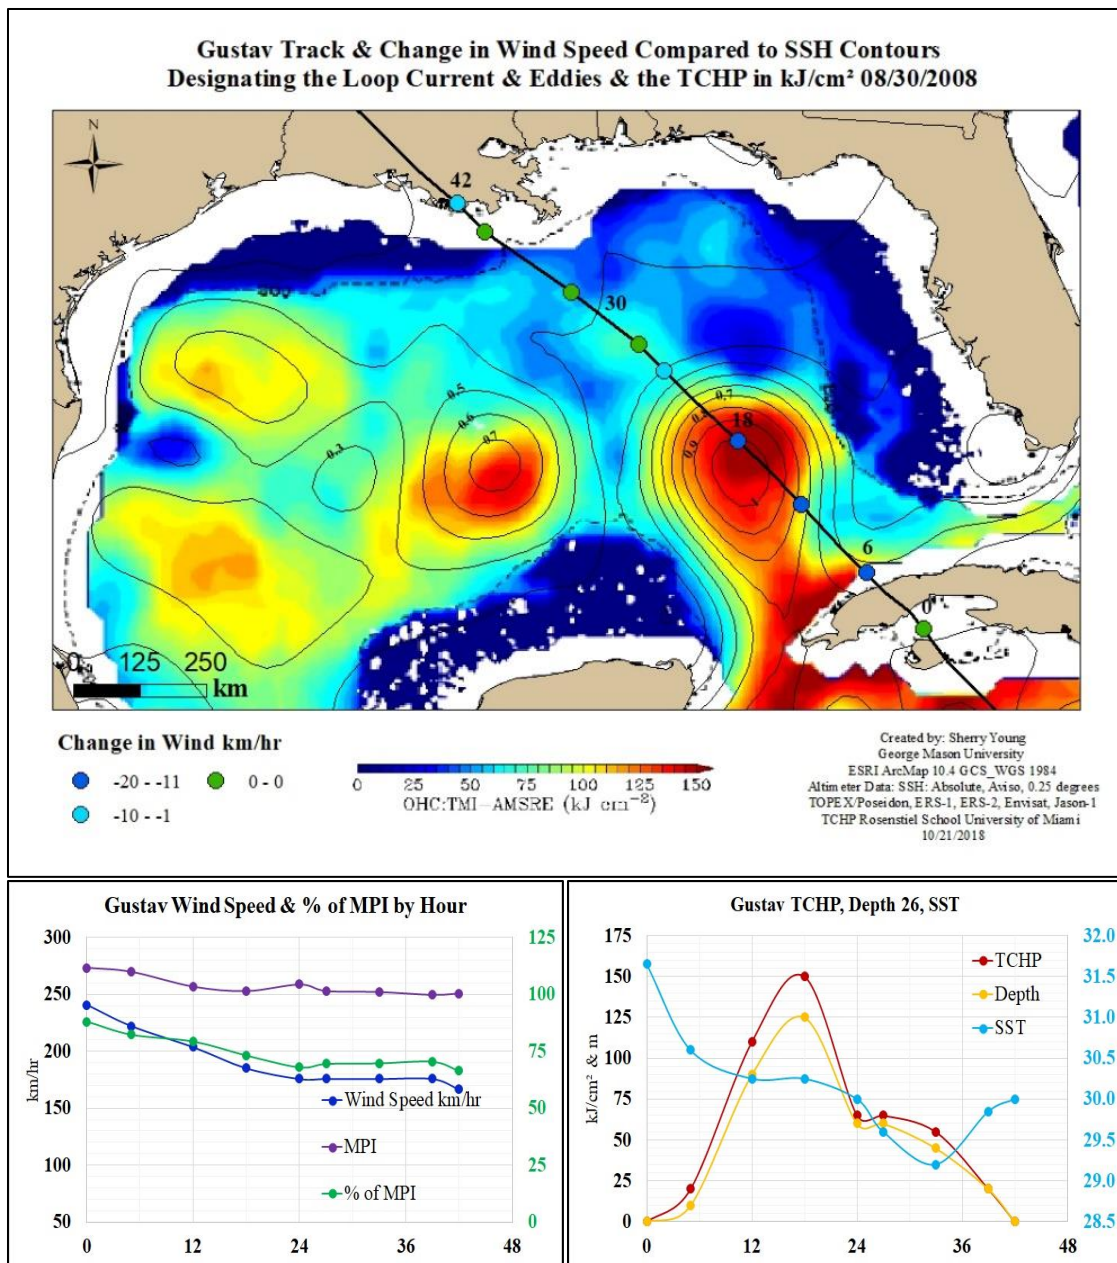 Gustav Track & Change in Wind Speed Compared to SSH Contours
Designating the Loop Current & Eddies & the TCHP in kJ/cm² 08/30/2008
N
42
30
0.5
0.6
0.7
0.3
0.7
18
0.9
1
6
0
0 125 250
km
Change in Wind km/hr
-20 - -11
0 - 0
-10 - -1
0 25 50 75 100 125 150
OHC:TMI-AMSRE (kJ cm⁻²)
Created by: Sherry Young
George Mason University
ESRI ArcMap 10.4 GCS_WGS 1984
Altimeter Data: SSH: Absolute, Aviso, 0.25 degrees
TOPEX/Poseidon, ERS-1, ERS-2, Envisat, Jason-1
TCHP Rosenstiel School University of Miami
10/21/2018
Gustav Wind Speed & % of MPI by Hour
300
250
200
150
100
50
km/hr
125
100
75
50
25
0
Wind Speed km/hr
MPI
% of MPI
0 12 24 36 48
Gustav TCHP, Depth 26, SST
175
150
125
100
75
50
25
0
kJ/cm² & m
32.0
31.5
31.0
30.5
30.0
29.5
29.0
28.5
TCHP
Depth
SST
0 12 24 36 48